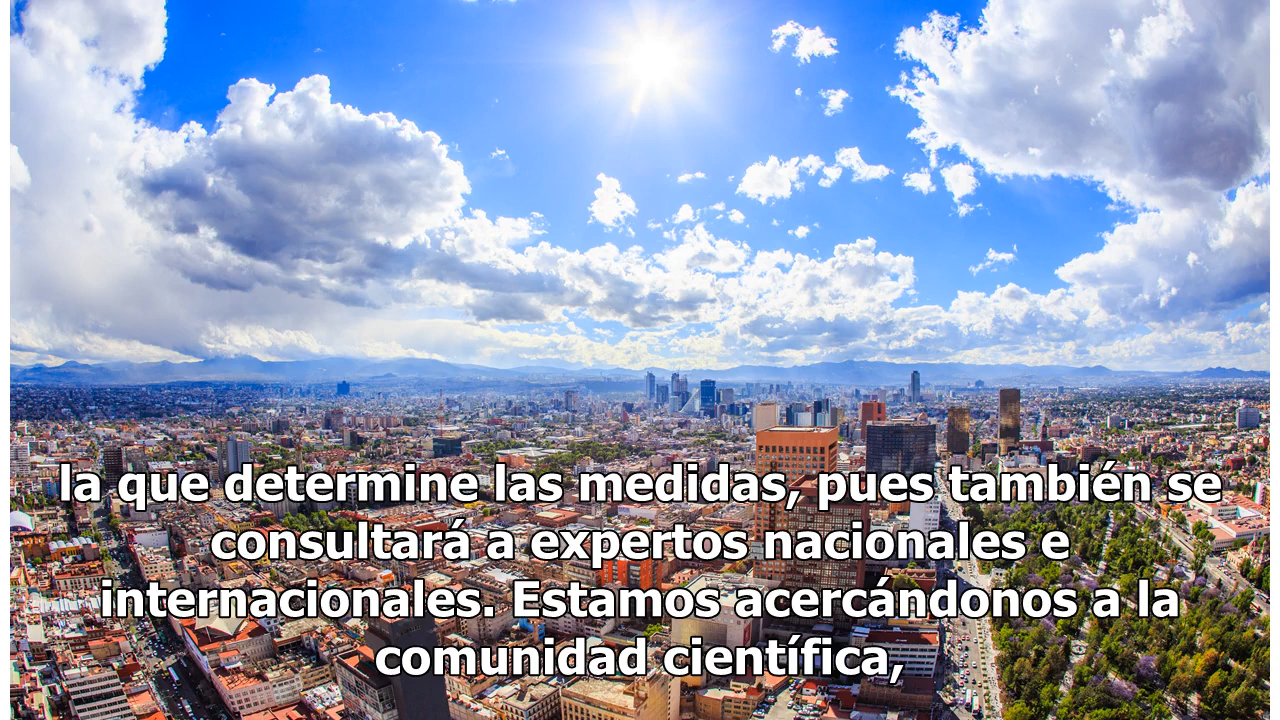 la que determine las medidas, pues también se
consultará a expertos nacionales e
internacionales. Estamos acercándonos a la
comunidad científica,